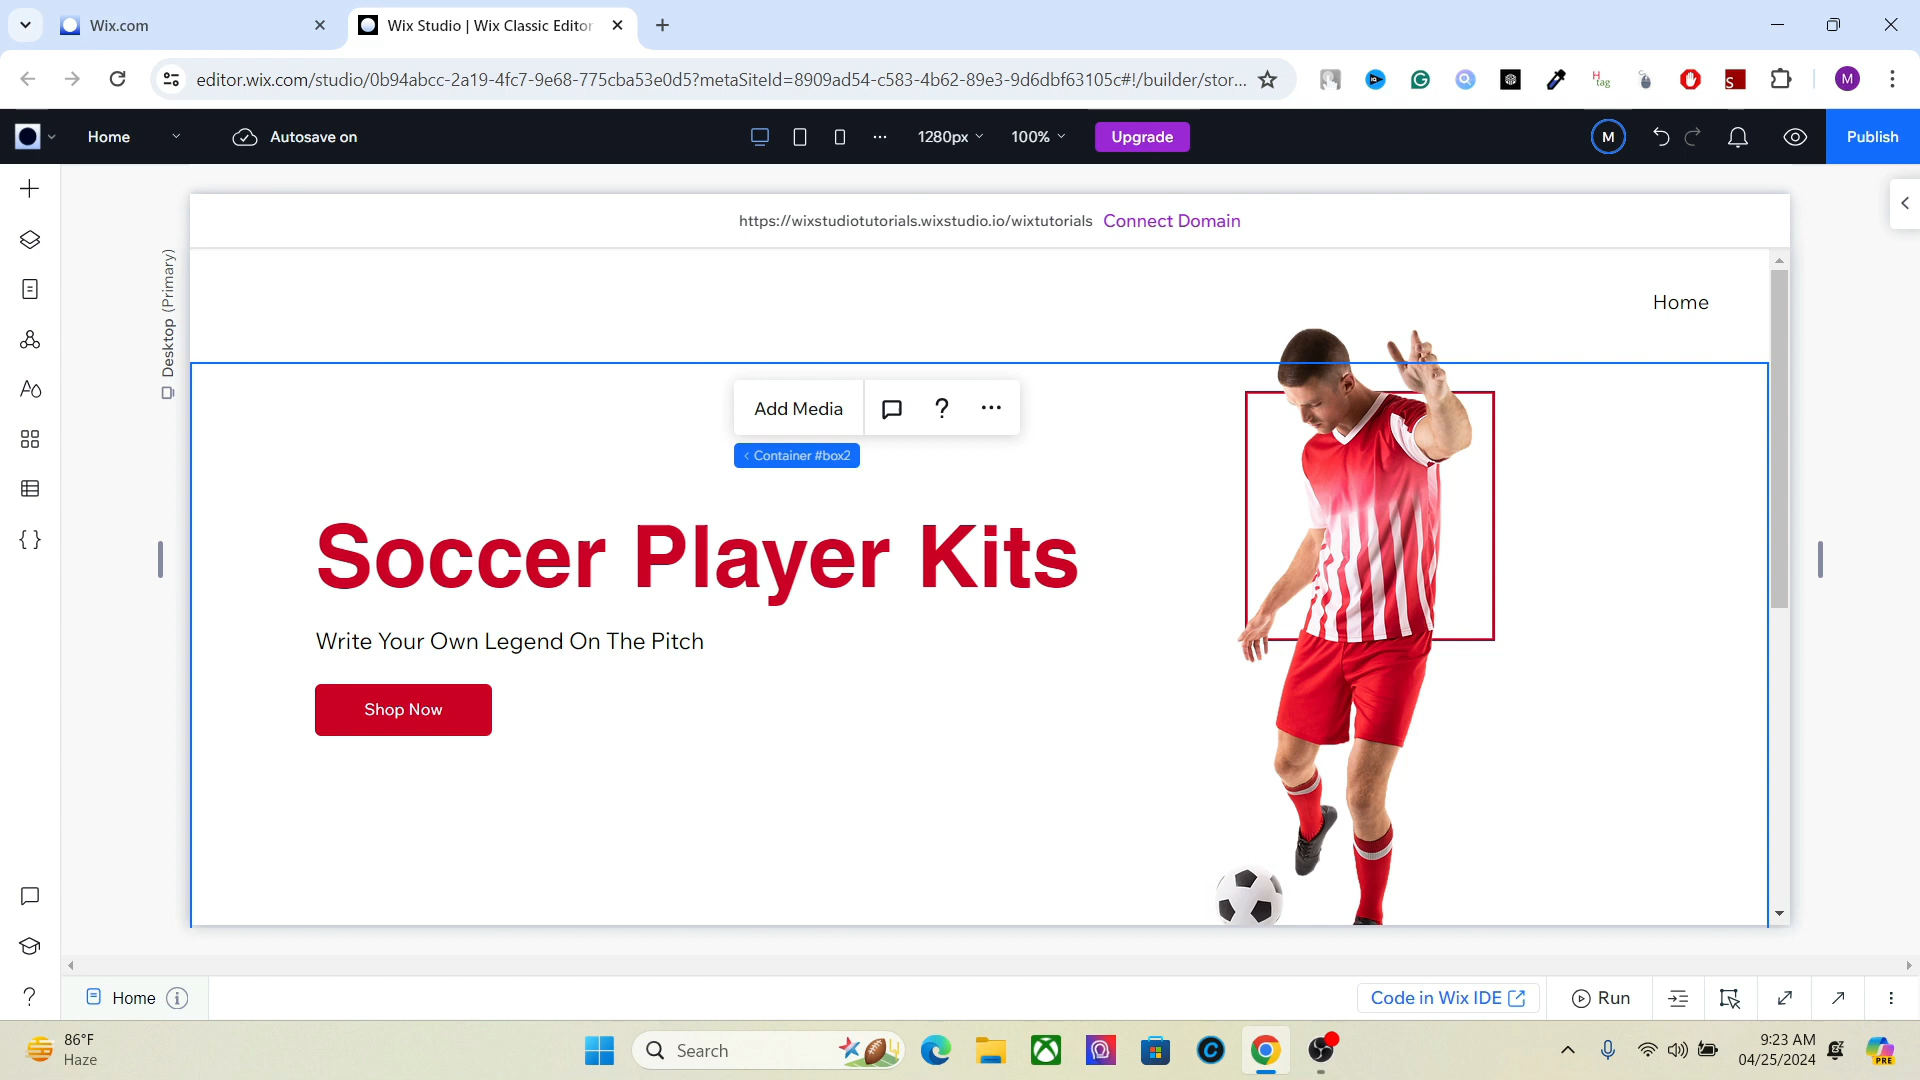 Wix.com
Wix Studio | Wix Classic Editor
editor.wix.com/studio/0b94abcc-2a19-4fc7-9e68-775cba53e0d5?metaSiteId=8909ad54-c583-4b62-89e3-9d6dbf63105c#!/builder/stor...
H
tag
S
M
Home
Autosave on
1280px
100%
Upgrade
M
Publish
https://wixstudiotutorials.wixstudio.io/wixtutorials Connect Domain
Desktop (Primary)
Home
Add Media
?
Container #box2
Soccer Player Kits
Write Your Own Legend On The Pitch
Shop Now
Home
Code in Wix IDE
Run
86°F
Haze
Search
9:23 AM
04/25/2024
PRE